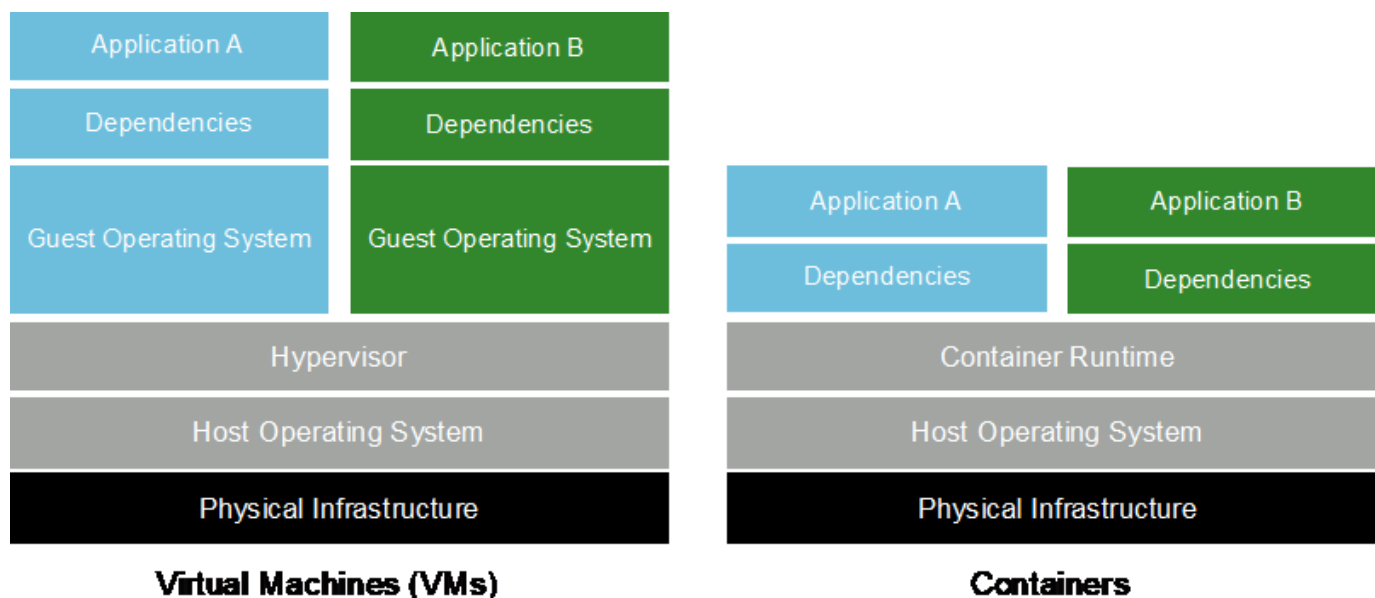 Application A
Application B
Dependencies
Dependencies
Guest Operating System
Guest Operating System
Hypervisor
Host Operating System
Physical Infrastructure
Virtual Machines (VMs)
Application A
Application B
Dependencies
Dependencies
Container Runtime
Host Operating System
Physical Infrastructure
Containers